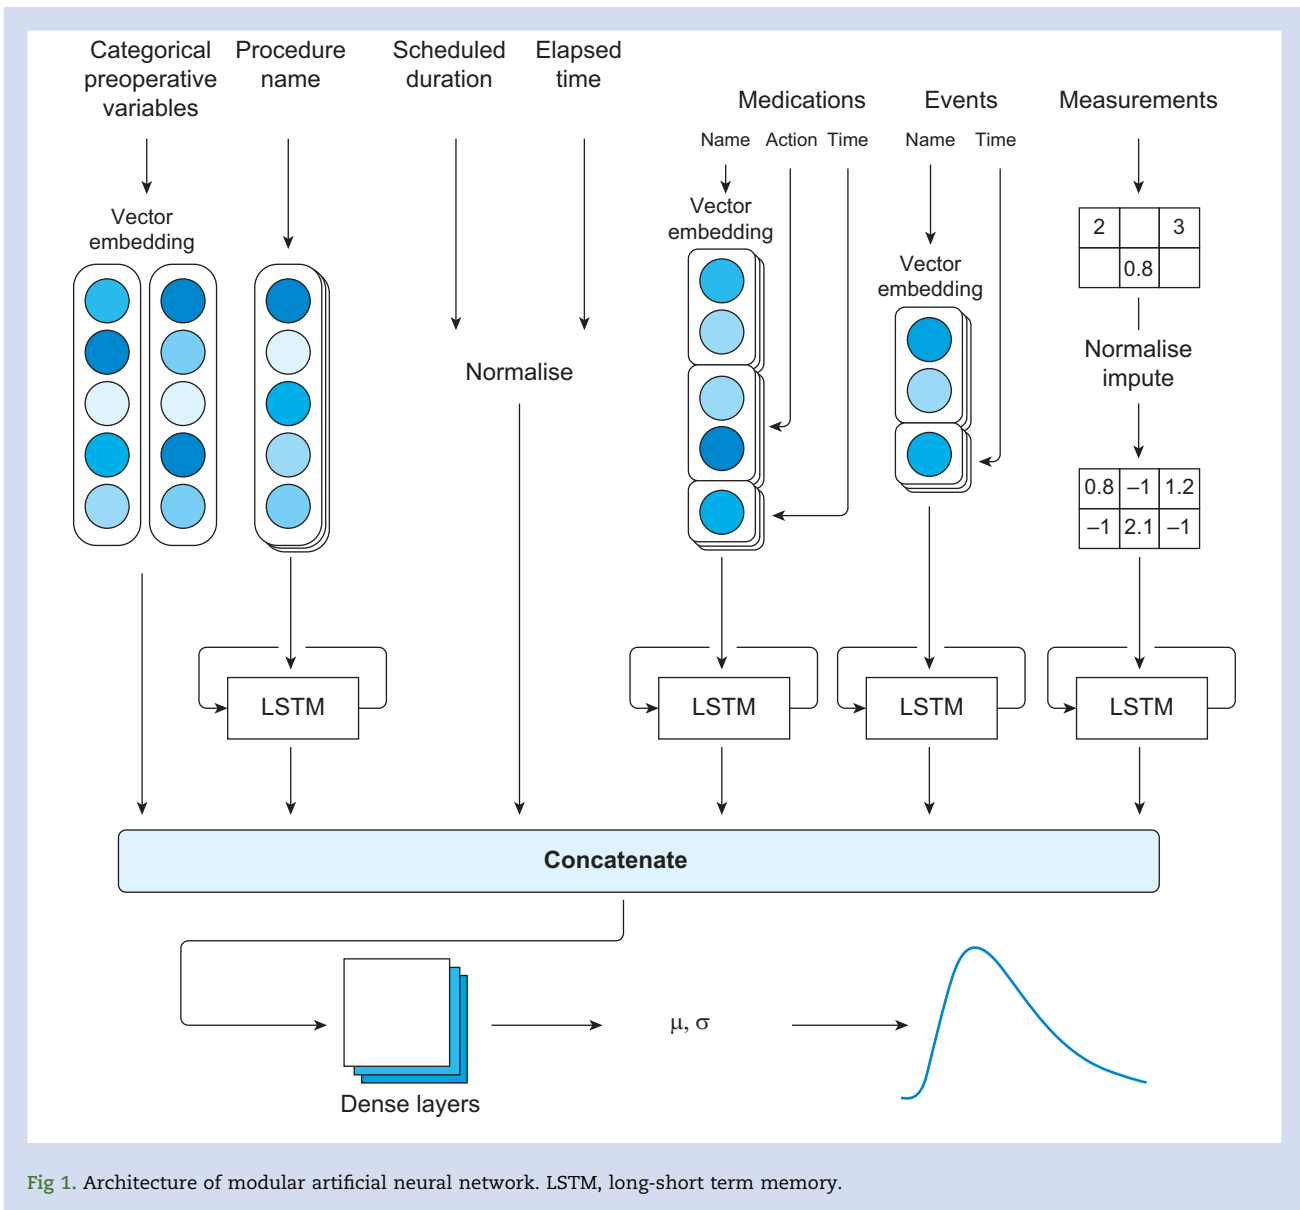 Categorical
preoperative
variables
Procedure
name
Scheduled
duration
Elapsed
time
Medications
Name Action Time
Events
Name Time
Measurements
Vector
embedding
Vector
embedding
Vector
embedding
2 3
0.8
Normalise
Normalise
impute
0.8 –1 1.2
–1 2.1 –1
LSTM
LSTM
LSTM
LSTM
Concatenate
Dense layers
μ, σ
Fig 1. Architecture of modular artificial neural network. LSTM, long-short term memory.